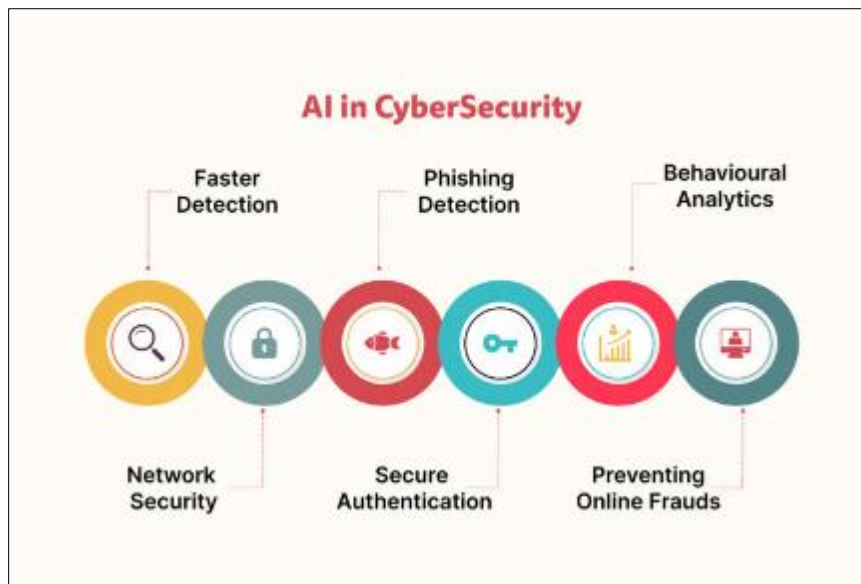 AI in CyberSecurity
Faster
Detection
Phishing
Detection
Behavioural
Analytics
Network
Security
Secure
Authentication
Preventing
Online Frauds